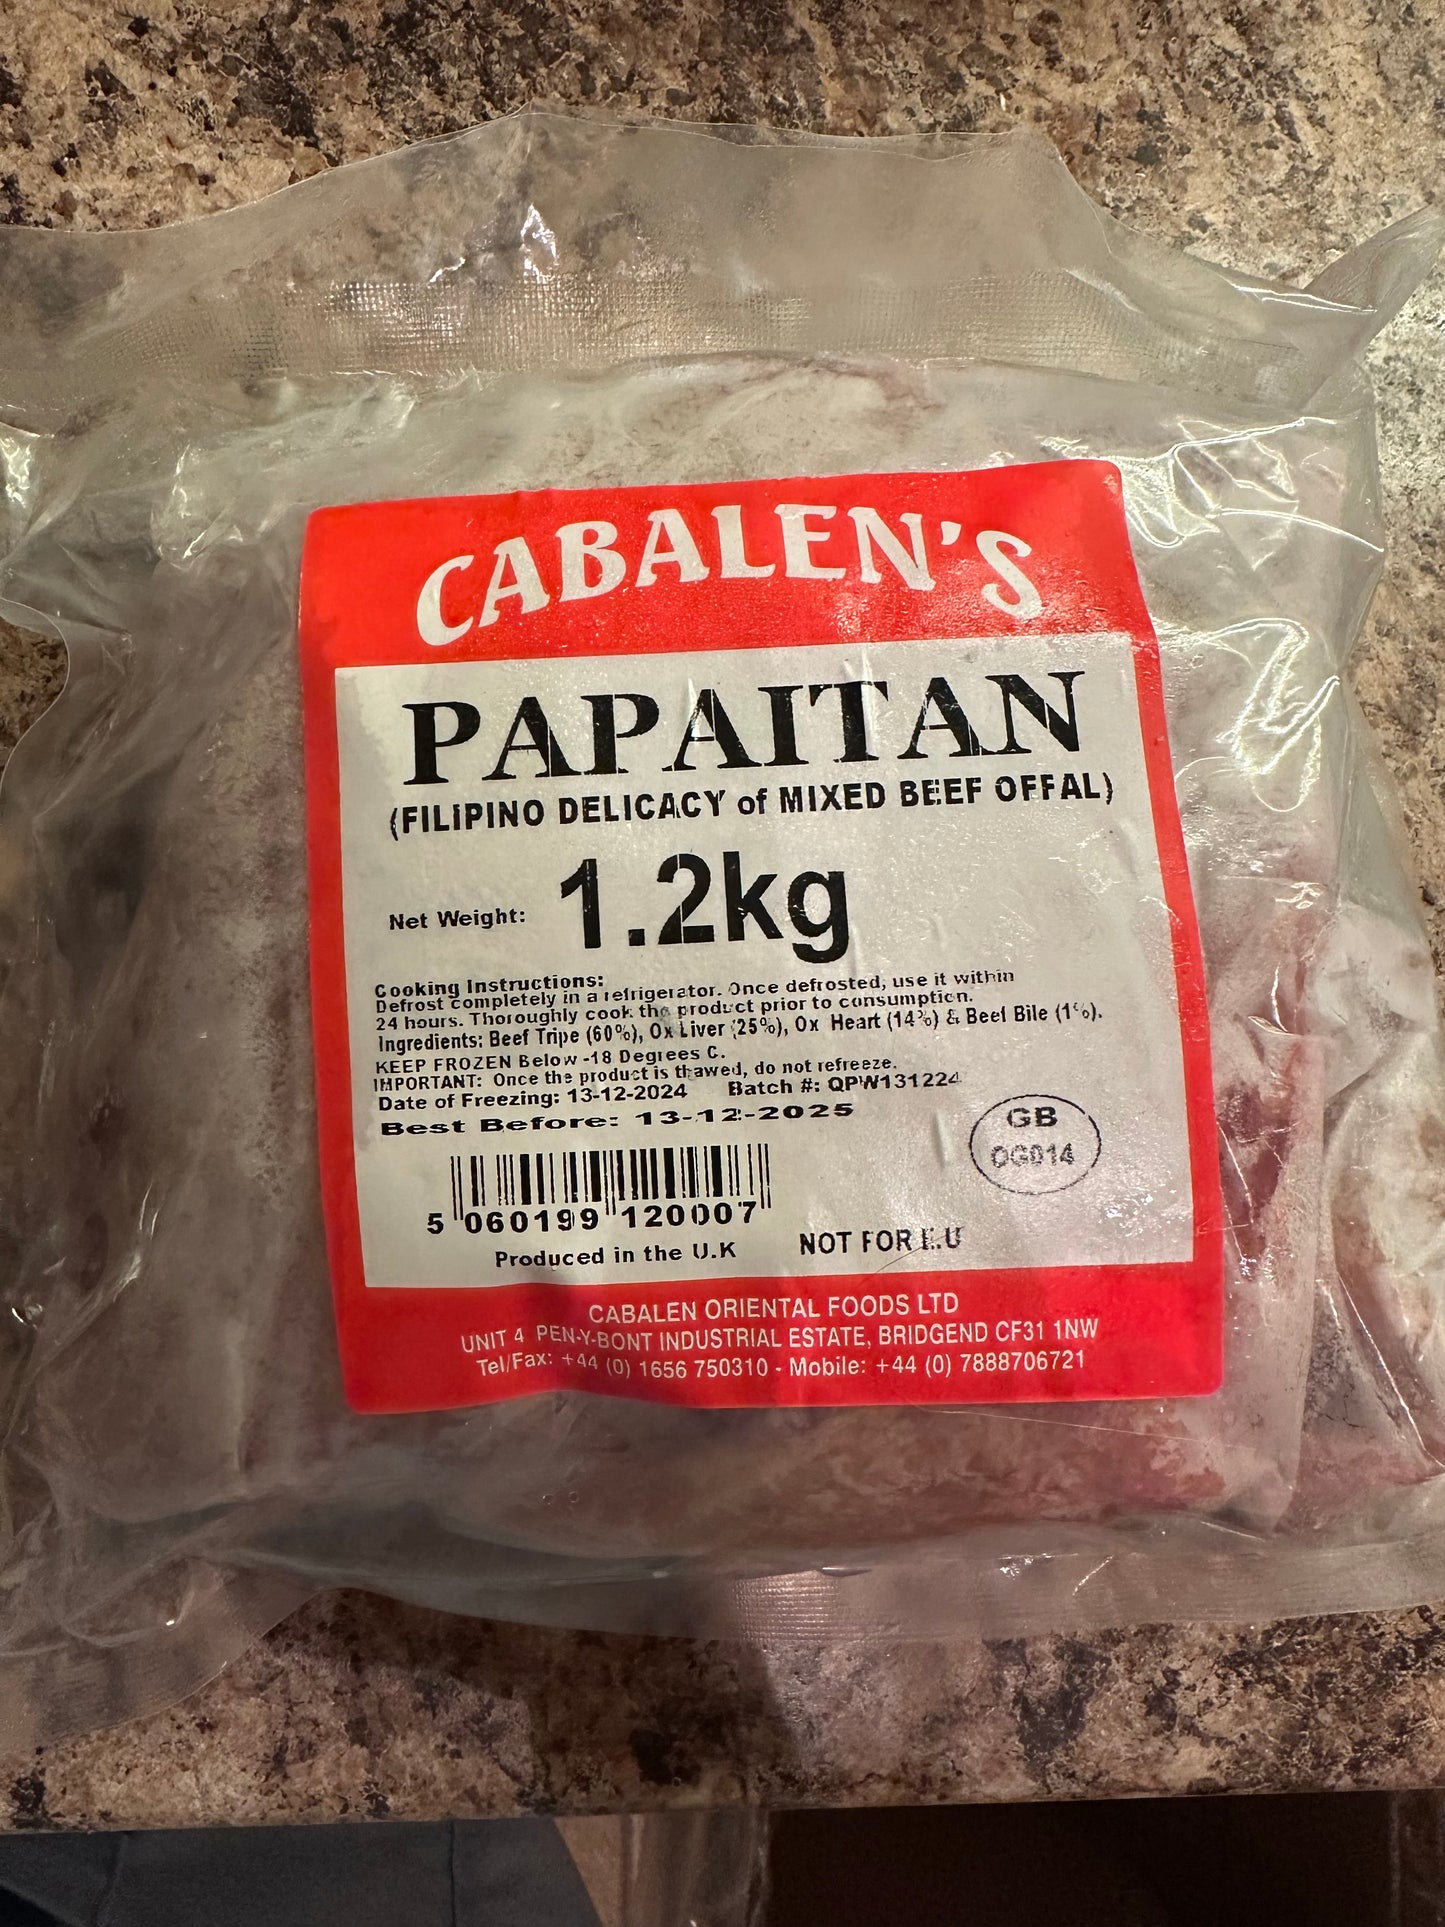 CABALEN'S
PAPAITAN
(FILIPINO DELICACY of MIXED BEEF OFFAL)
Net Weight: 1.2kg
Cooking Instructions:
Defrost completely in a refrigerator. Once defrosted, use it within
24 hours. Thoroughly cook the product prior to consumption.
Ingredients: Beef Tripe (60%), Ox Liver (25%), Ox Heart (14%) & Beef Bile (1%).
KEEP FROZEN Below -18 Degrees C.
IMPORTANT: Once the product is thawed, do not refreeze.
Date of Freezing: 13-12-2024 Batch #: QPW131224
Best Before: 13-12-2025
GB
OG014
5 060199 120007
Produced in the U.K NOT FOR E.U
CABALEN ORIENTAL FOODS LTD
UNIT 4 PEN-Y-BONT INDUSTRIAL ESTATE, BRIDGEND CF31 1NW
Tel/Fax: +44 (0) 1656 750310 - Mobile: +44 (0) 7888706721